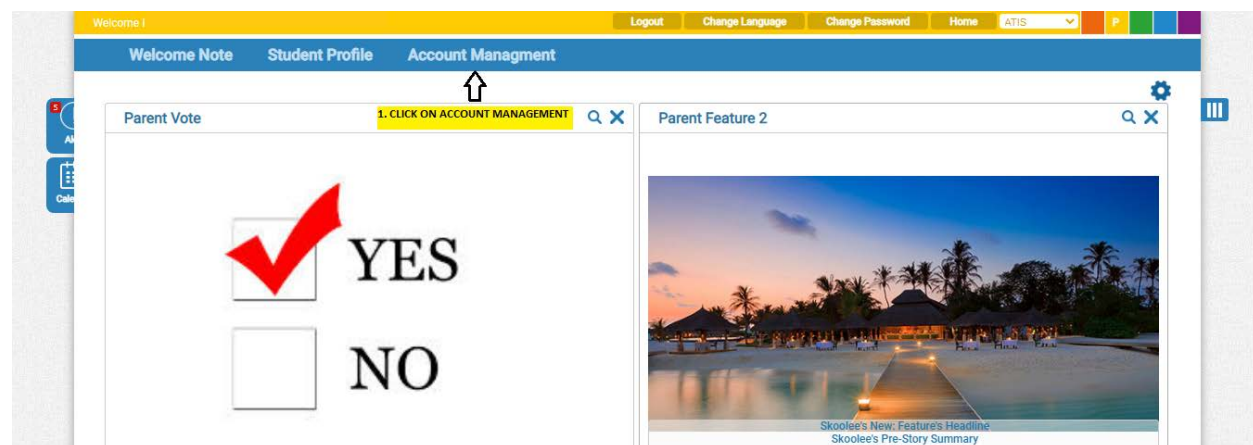 Welcome I
Logout
Change Language
Change Password
Home
ATIS
P
Welcome Note
Student Profile
Account Managment
5
1. CLICK ON ACCOUNT MANAGEMENT
Parent Vote
Parent Feature 2
YES
NO
Skoolee's New: Feature's Headline
Skoolee's Pre-Story Summary